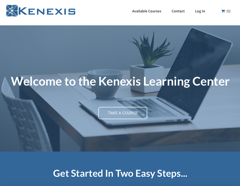 KENEXIS
Available Courses Contact Log In (0)
Welcome to the Kenexis Learning Center
TAKE A COURSE
Get Started In Two Easy Steps...